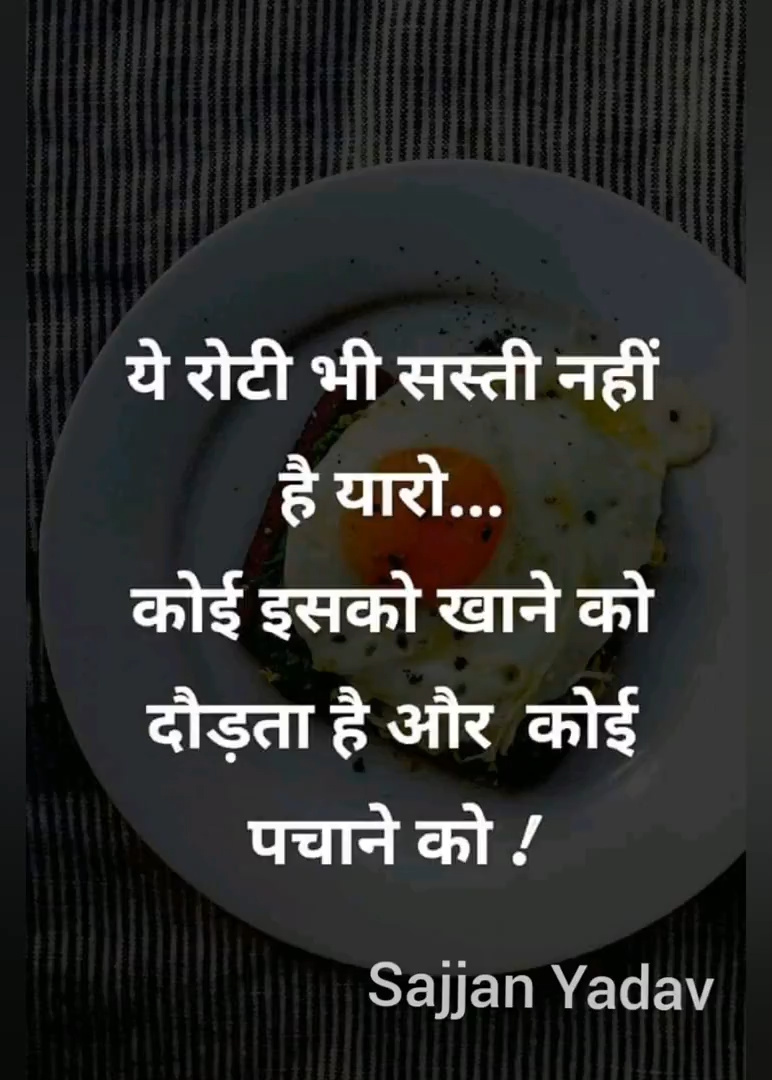 ये रोटी भी सस्ती नहीं
है यारो...
कोई इसको खाने को
दौड़ता है और कोई
पचाने को !
Sajjan Yadav